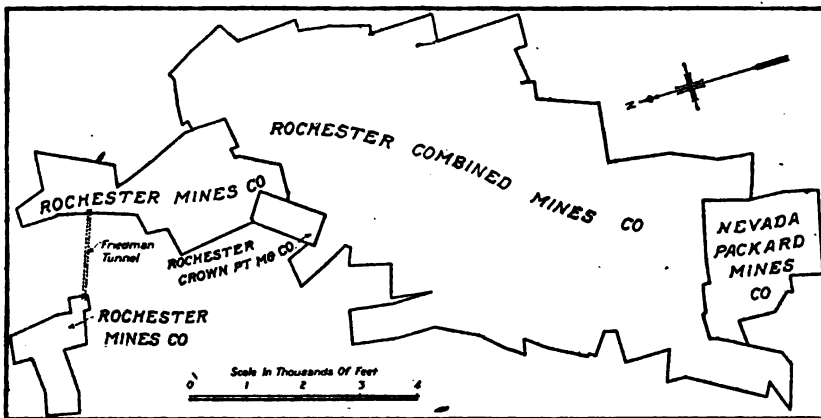 N
ROCHESTER COMBINED MINES CO
ROCHESTER MINES CO
Friedman
Tunnel
ROCHESTER
CROWN PT MG CO.
NEVADA
PACKARD
MINES
CO
ROCHESTER
MINES CO
Scale In Thousands Of Feet
0 1 2 3 4